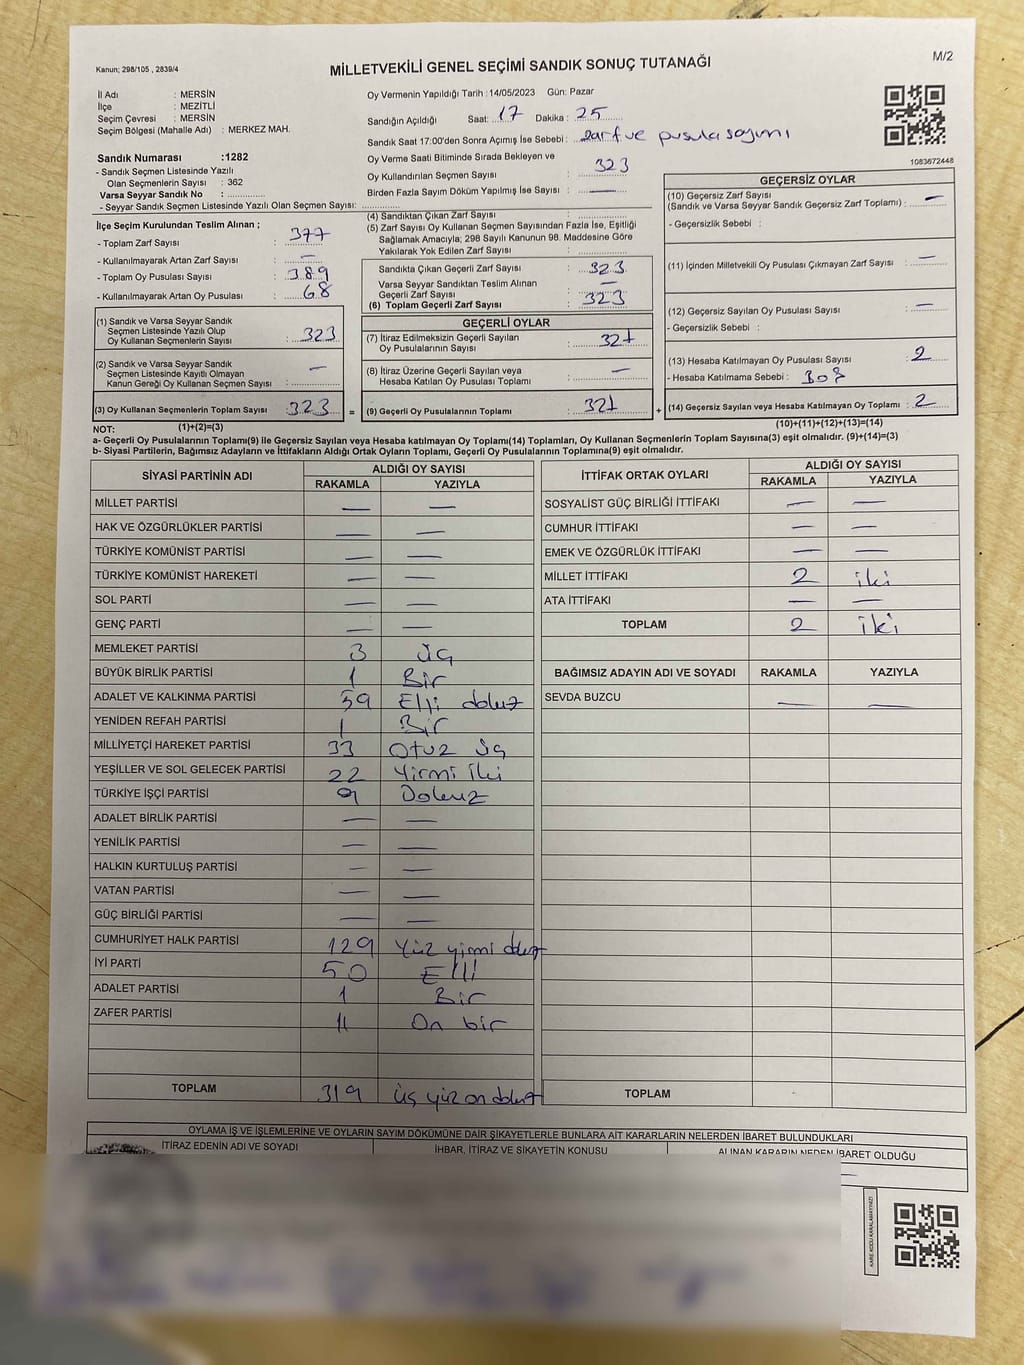 Kanun; 298/105 , 2839/4
M/2
MİLLETVEKİLİ GENEL SEÇİMİ SANDIK SONUÇ TUTANAĞI
İl Adı : MERSİN
İlçe : MEZİTLİ
Seçim Çevresi : MERSİN
Seçim Bölgesi (Mahalle Adı) : MERKEZ MAH.
Sandık Numarası :1282
- Sandık Seçmen Listesinde Yazılı
Olan Seçmenlerin Sayısı : 362
Varsa Seyyar Sandık No : ............
- Seyyar Sandık Seçmen Listesinde Yazılı Olan Seçmen Sayısı: ............
Oy Vermenin Yapıldığı Tarih :14/05/2023 Gün: Pazar
Sandığın Açıldığı Saat: 17 Dakika : 25
Sandık Saat 17:00'den Sonra Açımış İse Sebebi : zarf ve pusula sayımı
Oy Verme Saati Bitiminde Sırada Bekleyen ve
Oy Kullandırılan Seçmen Sayısı : 323
Birden Fazla Sayım Döküm Yapılmış İse Sayısı : —
1083672448
İlçe Seçim Kurulundan Teslim Alınan ;
- Toplam Zarf Sayısı : 377
- Kullanılmayarak Artan Zarf Sayısı : —
- Toplam Oy Pusulası Sayısı : 389
- Kullanılmayarak Artan Oy Pusulası : 68
(1) Sandık ve Varsa Seyyar Sandık
Seçmen Listesinde Yazılı Olup
Oy Kullanan Seçmenlerin Sayısı : 323
(2) Sandık ve Varsa Seyyar Sandık
Seçmen Listesinde Kayıtlı Olmayan
Kanun Gereği Oy Kullanan Seçmen Sayısı : —
(3) Oy Kullanan Seçmenlerin Toplam Sayısı : 323 =
(1)+(2)=(3)
(4) Sandıktan Çıkan Zarf Sayısı : ............
(5) Zarf Sayısı Oy Kullanan Seçmen Sayısından Fazla İse, Eşitliği
Sağlamak Amacıyla; 298 Sayılı Kanunun 98. Maddesine Göre
Yakılarak Yok Edilen Zarf Sayısı : ............
Sandıkta Çıkan Geçerli Zarf Sayısı : 323
Varsa Seyyar Sandıktan Teslim Alınan
Geçerli Zarf Sayısı : —
(6) Toplam Geçerli Zarf Sayısı : 323
GEÇERLİ OYLAR
(7) İtiraz Edilmeksizin Geçerli Sayılan
Oy Pusulalarının Sayısı : 321
(8) İtiraz Üzerine Geçerli Sayılan veya
Hesaba Katılan Oy Pusulası Toplamı : —
(9) Geçerli Oy Pusulalarının Toplamı : 321 +
GEÇERSİZ OYLAR
(10) Geçersiz Zarf Sayısı
(Sandık ve Varsa Seyyar Sandık Geçersiz Zarf Toplamı) : —
- Geçersizlik Sebebi :
(11) İçinden Milletvekili Oy Pusulası Çıkmayan Zarf Sayısı : —
(12) Geçersiz Sayılan Oy Pusulası Sayısı : —
- Geçersizlik Sebebi :
(13) Hesaba Katılmayan Oy Pusulası Sayısı : 2
- Hesaba Katılmama Sebebi : Boş
(14) Geçersiz Sayılan veya Hesaba Katılmayan Oy Toplamı : 2
(10)+(11)+(12)+(13)=(14)
NOT:
a- Geçerli Oy Pusulalarının Toplamı(9) ile Geçersiz Sayılan veya Hesaba katılmayan Oy Toplamı(14) Toplamları, Oy Kullanan Seçmenlerin Toplam Sayısına(3) eşit olmalıdır. (9)+(14)=(3)
b- Siyasi Partilerin, Bağımsız Adayların ve İttifakların Aldığı Ortak Oyların Toplamı, Geçerli Oy Pusulalarının Toplamına(9) eşit olmalıdır.
SİYASİ PARTİNİN ADI ALDIĞI OY SAYISI
RAKAMLA YAZIYLA
MİLLET PARTİSİ — —
HAK VE ÖZGÜRLÜKLER PARTİSİ — —
TÜRKİYE KOMÜNİST PARTİSİ — —
TÜRKİYE KOMÜNİST HAREKETİ — —
SOL PARTİ — —
GENÇ PARTİ — —
MEMLEKET PARTİSİ 3 üç
BÜYÜK BİRLİK PARTİSİ 1 Bir
ADALET VE KALKINMA PARTİSİ 59 Elli dokuz
YENİDEN REFAH PARTİSİ 1 Bir
MİLLİYETÇİ HAREKET PARTİSİ 33 Otuz üç
YEŞİLLER VE SOL GELECEK PARTİSİ 22 Yirmi İki
TÜRKİYE İŞÇİ PARTİSİ 9 Dokuz
ADALET BİRLİK PARTİSİ — —
YENİLİK PARTİSİ — —
HALKIN KURTULUŞ PARTİSİ — —
VATAN PARTİSİ — —
GÜÇ BİRLİĞİ PARTİSİ — —
CUMHURİYET HALK PARTİSİ 129 Yüz yirmi dokuz
İYİ PARTİ 50 Elli
ADALET PARTİSİ 1 Bir
ZAFER PARTİSİ 11 On bir
TOPLAM 319 üç yüz on dokuz
İTTİFAK ORTAK OYLARI ALDIĞI OY SAYISI
RAKAMLA YAZIYLA
SOSYALİST GÜÇ BİRLİĞİ İTTİFAKI — —
CUMHUR İTTİFAKI — —
EMEK VE ÖZGÜRLÜK İTTİFAKI — —
MİLLET İTTİFAKI 2 iki
ATA İTTİFAKI — —
TOPLAM 2 iki
BAĞIMSIZ ADAYIN ADI VE SOYADI RAKAMLA YAZIYLA
SEVDA BUZCU — —
TOPLAM
OYLAMA İŞ VE İŞLEMLERİNE VE OYLARIN SAYIM DÖKÜMÜNE DAİR ŞİKAYETLERLE BUNLARA AİT KARARLARIN NELERDEN İBARET BULUNDUKLARI
İTİRAZ EDENİN ADI VE SOYADI İHBAR, İTİRAZ VE ŞİKAYETİN KONUSU ALINAN KARARIN NEDEN İBARET OLDUĞU
KARE KODU KARALAMAYINIZ!